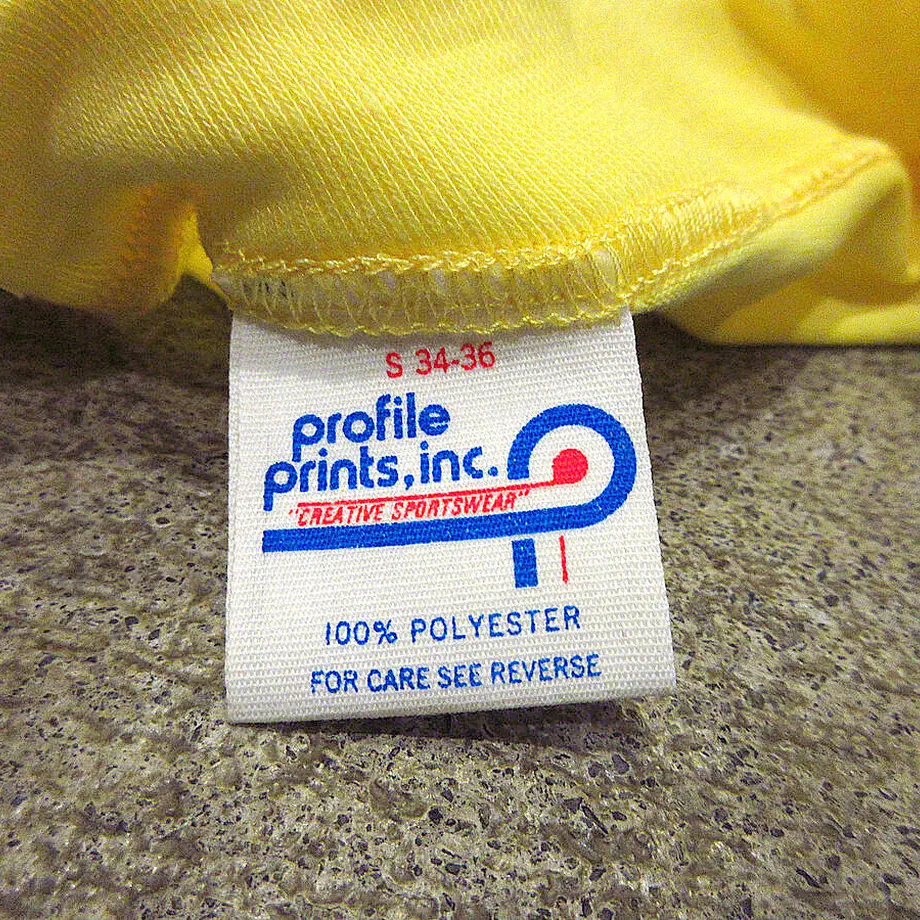 S 34-36
profile
prints, inc.
"CREATIVE SPORTSWEAR"
100% POLYESTER
FOR CARE SEE REVERSE